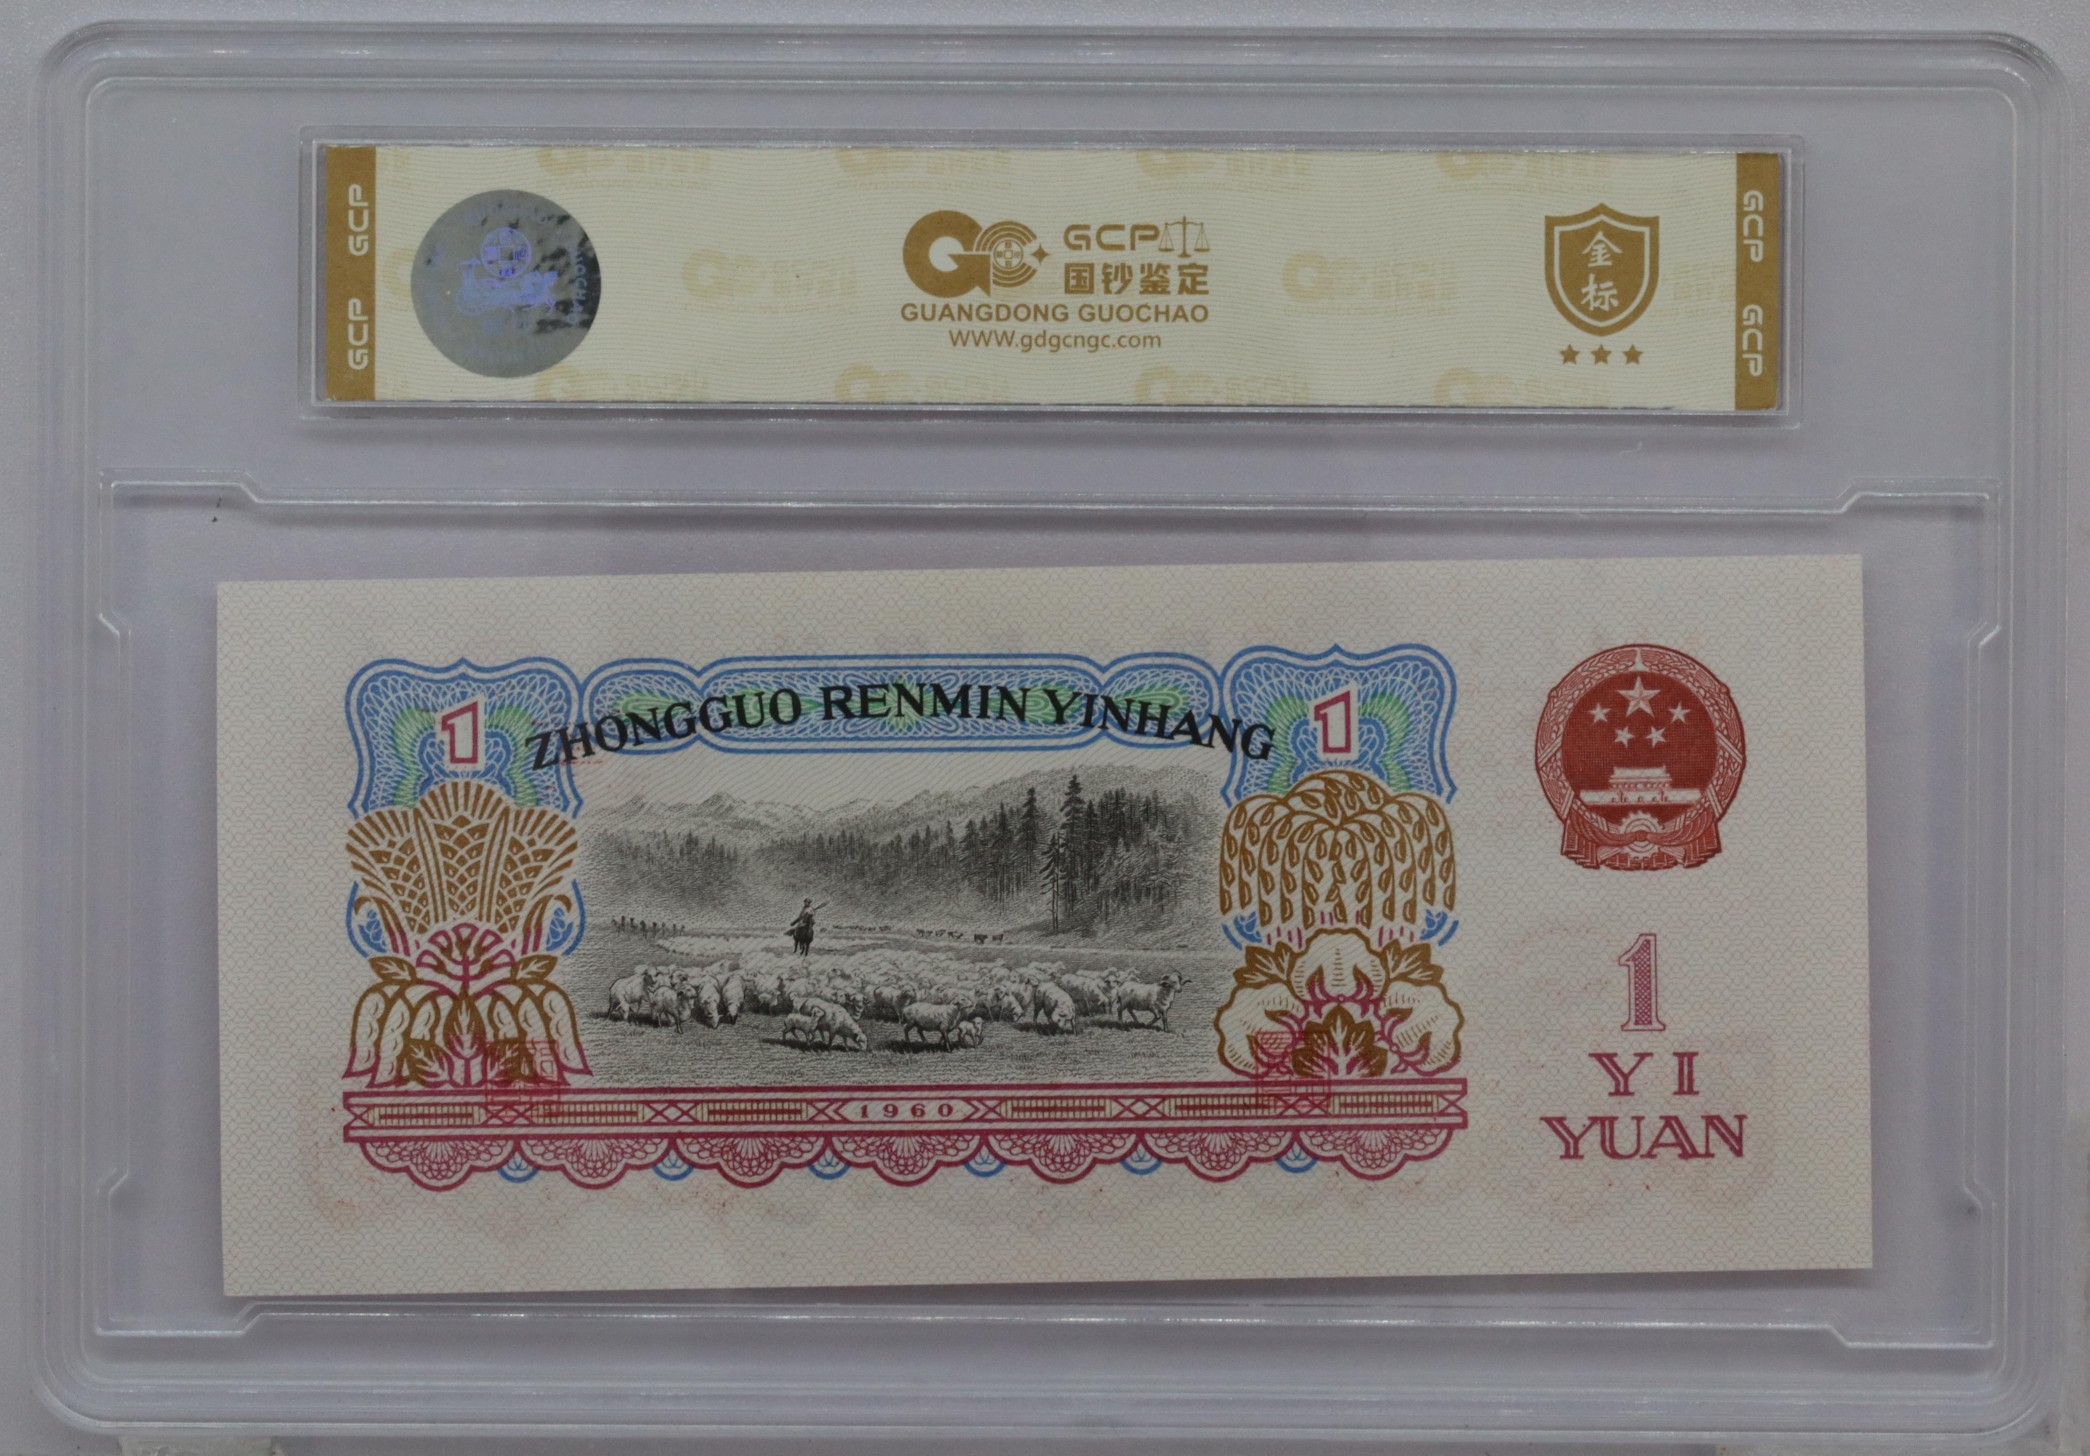 GCP GCP
GCP
国钞鉴定
GUANGDONG GUOCHAO
WWW.gdgcngc.com
金
标
GCP GCP
ZHONGGUO RENMIN YINHANG
1
1
1960
1
YI
YUAN